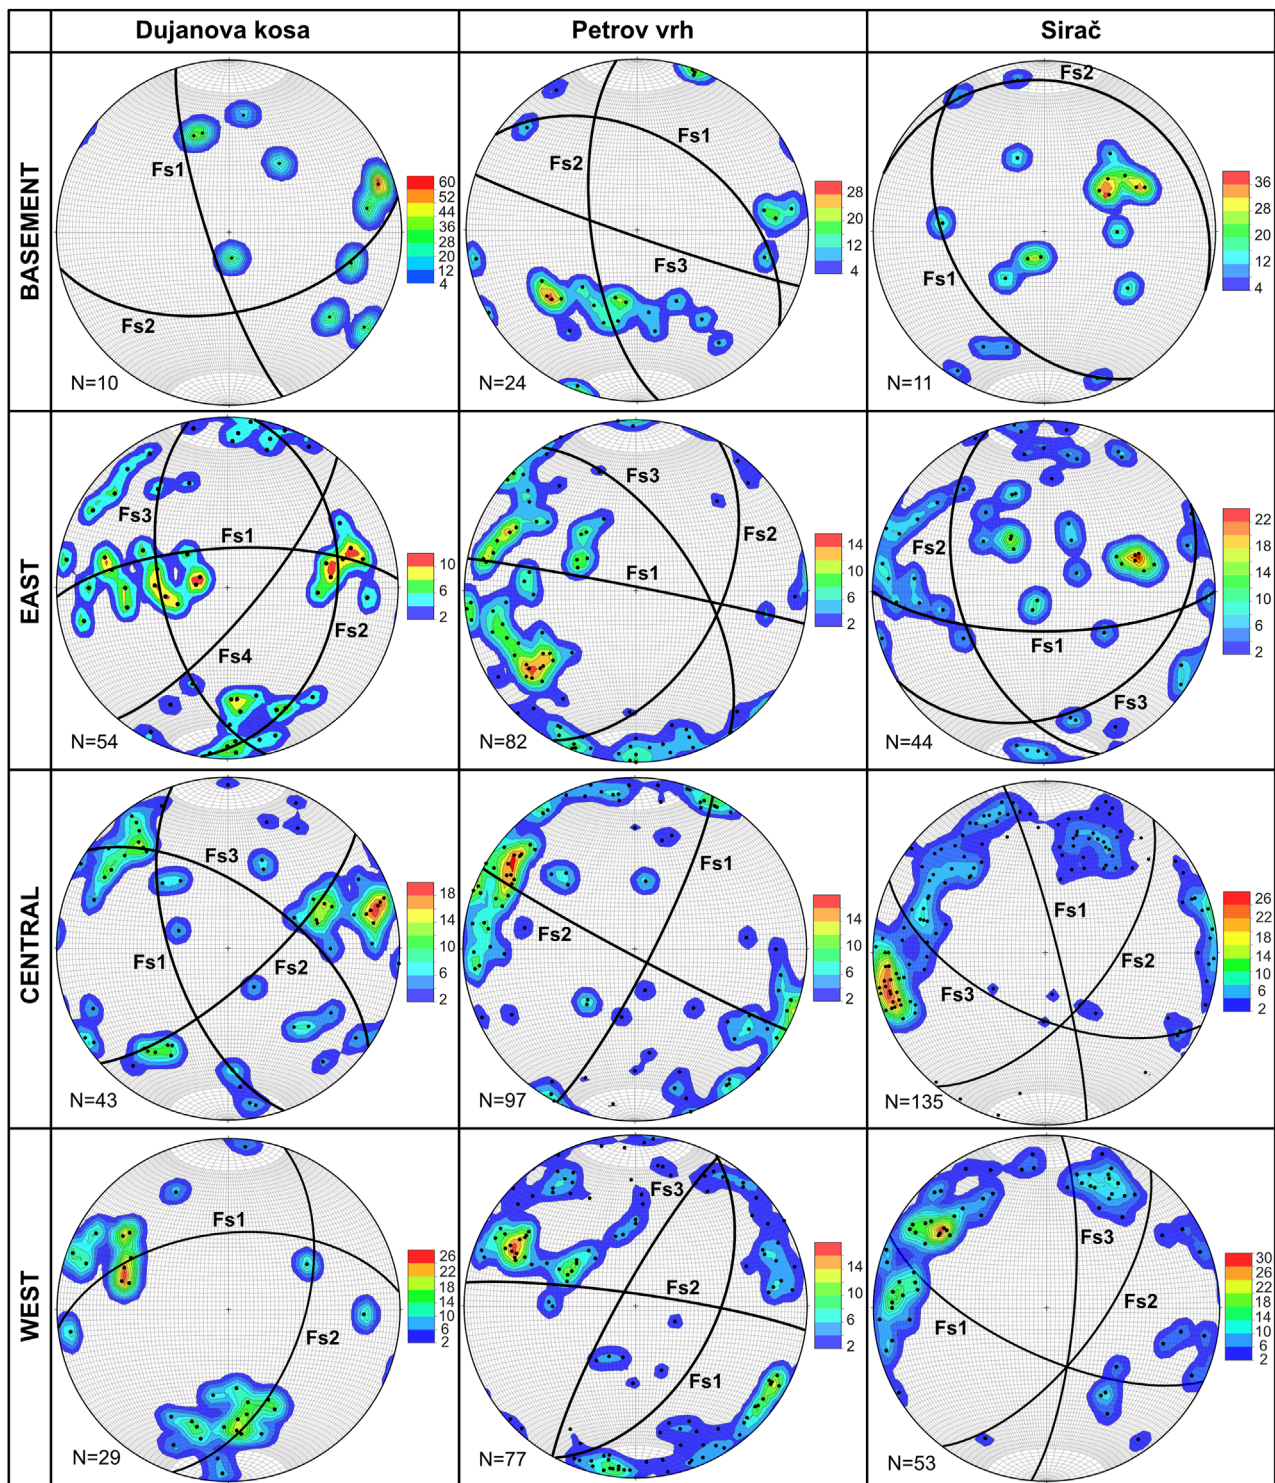 Dujanova kosa Petrov vrh Sirač
BASEMENT
Fs1
Fs2
N=10
60
52
44
36
28
20
12
4
Fs1
Fs2
Fs3
N=24
28
20
12
4
Fs2
Fs1
N=11
36
28
20
12
4
EAST
Fs3
Fs1
Fs2
Fs4
N=54
10
6
2
Fs3
Fs2
Fs1
N=82
14
10
6
2
Fs2
Fs1
Fs3
N=44
22
18
14
10
6
2
CENTRAL
Fs3
Fs1
Fs2
N=43
18
14
10
6
2
Fs1
Fs2
N=97
14
10
6
2
Fs1
Fs2
Fs3
N=135
26
22
18
14
10
6
2
WEST
Fs1
Fs2
N=29
26
22
18
14
10
6
2
Fs3
Fs2
Fs1
N=77
14
10
6
2
Fs3
Fs2
Fs1
N=53
30
26
22
18
14
10
6
2